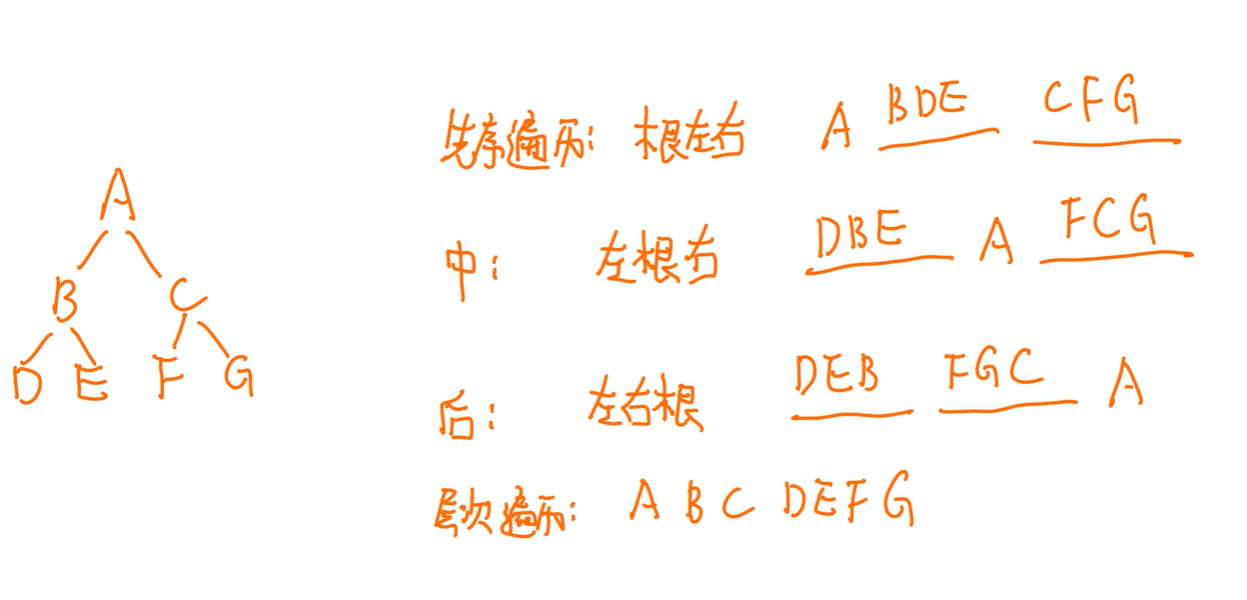 先序遍历: 根左右 A BDE CFG
A
中: 左根右 DBE A FCG
B C
D E F G
后: 左右根 DEB FGC A
层次遍历: A B C D E F G